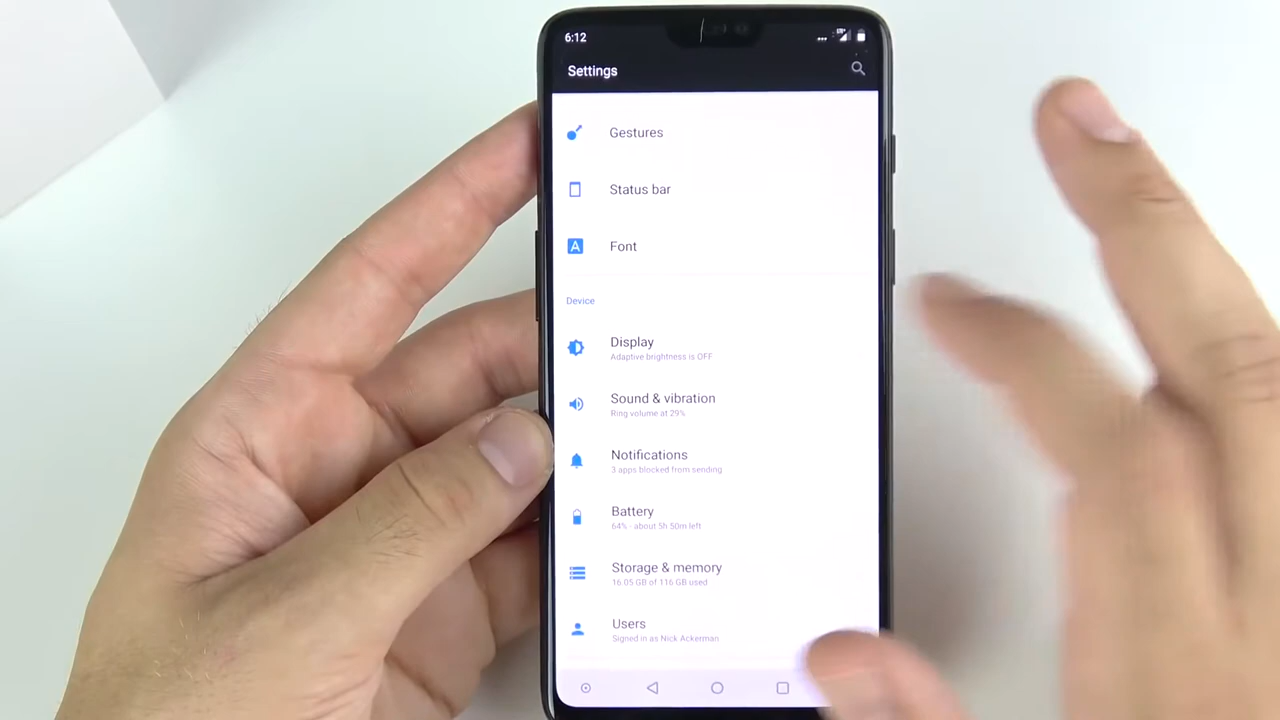 6:12
Settings
Gestures
Status bar
A Font
Device
Display
Adaptive brightness is OFF
Sound & vibration
Ring volume at 29%
Notifications
3 apps blocked from sending
Battery
64% - about 5h 50m left
Storage & memory
16.05 GB of 116 GB used
Users
Signed in as Nick Ackerman